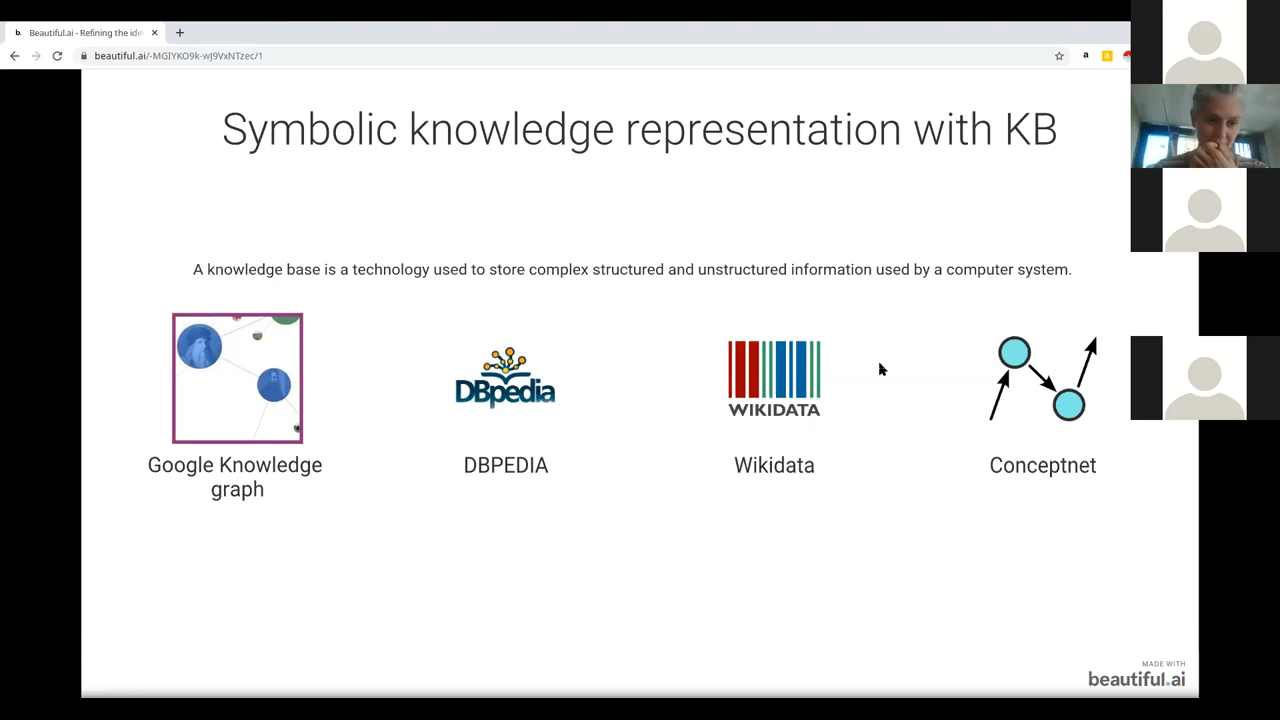 b. Beautiful.ai - Refining the ide
beautiful.ai/-MGIYKO9k-wJ9VxNTzec/1
Symbolic knowledge representation with KB
A knowledge base is a technology used to store complex structured and unstructured information used by a computer system.
DBpedia
WIKIDATA
Google Knowledge
graph
DBPEDIA
Wikidata
Conceptnet
MADE WITH
beautiful.ai